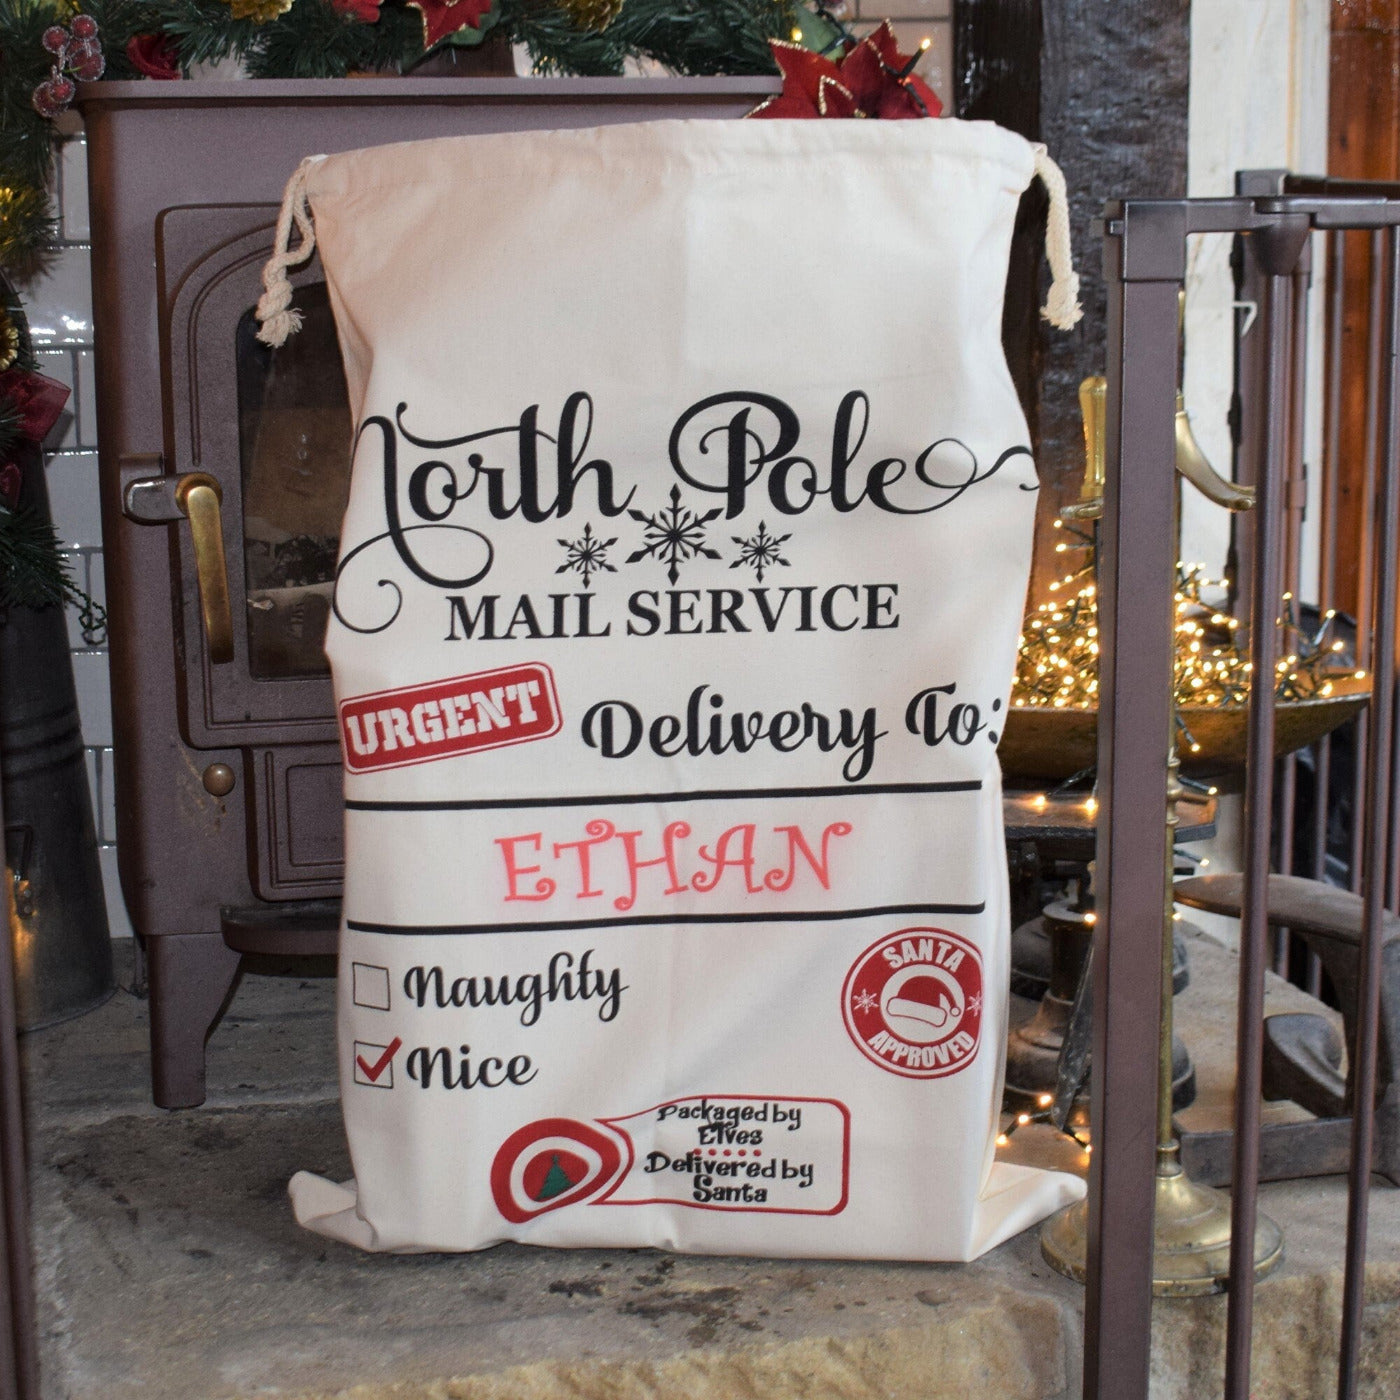 North Pole
MAIL SERVICE
URGENT Delivery To:
ETHAN
Naughty
Nice
SANTA
APPROVED
Packaged by
Elves
Delivered by
Santa